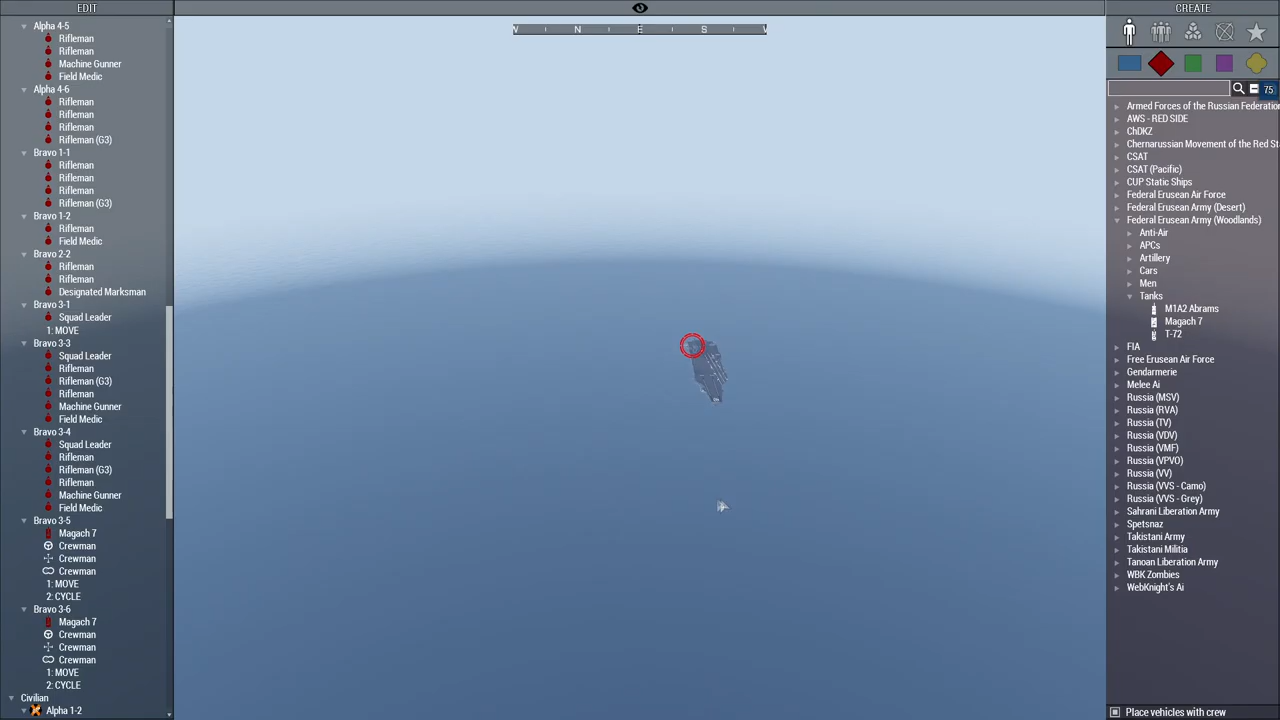 EDIT
Alpha 4-5
Rifleman
Rifleman
Machine Gunner
Field Medic
Alpha 4-6
Rifleman
Rifleman
Rifleman
Rifleman (G3)
Bravo 1-1
Rifleman
Rifleman
Rifleman
Rifleman (G3)
Bravo 1-2
Rifleman
Field Medic
Bravo 2-2
Rifleman
Rifleman
Designated Marksman
Bravo 3-1
Squad Leader
1: MOVE
Bravo 3-3
Squad Leader
Rifleman
Rifleman (G3)
Rifleman
Machine Gunner
Field Medic
Bravo 3-4
Squad Leader
Rifleman
Rifleman (G3)
Rifleman
Machine Gunner
Field Medic
Bravo 3-5
Magach 7
Crewman
Crewman
Crewman
1: MOVE
2: CYCLE
Bravo 3-6
Magach 7
Crewman
Crewman
Crewman
1: MOVE
2: CYCLE
Civilian
Alpha 1-2
N E S
CREATE
75
Armed Forces of the Russian Federation
AWS - RED SIDE
ChDKZ
Chernarussian Movement of the Red St
CSAT
CSAT (Pacific)
CUP Static Ships
Federal Erusean Air Force
Federal Erusean Army (Desert)
Federal Erusean Army (Woodlands)
Anti-Air
APCs
Artillery
Cars
Men
Tanks
M1A2 Abrams
Magach 7
T-72
FIA
Free Erusean Air Force
Gendarmerie
Melee Ai
Russia (MSV)
Russia (RVA)
Russia (TV)
Russia (VDV)
Russia (VMF)
Russia (VPVO)
Russia (VV)
Russia (VVS - Camo)
Russia (VVS - Grey)
Sahrani Liberation Army
Spetsnaz
Takistani Army
Takistani Militia
Tanoan Liberation Army
WBK Zombies
WebKnight's Ai
Place vehicles with crew